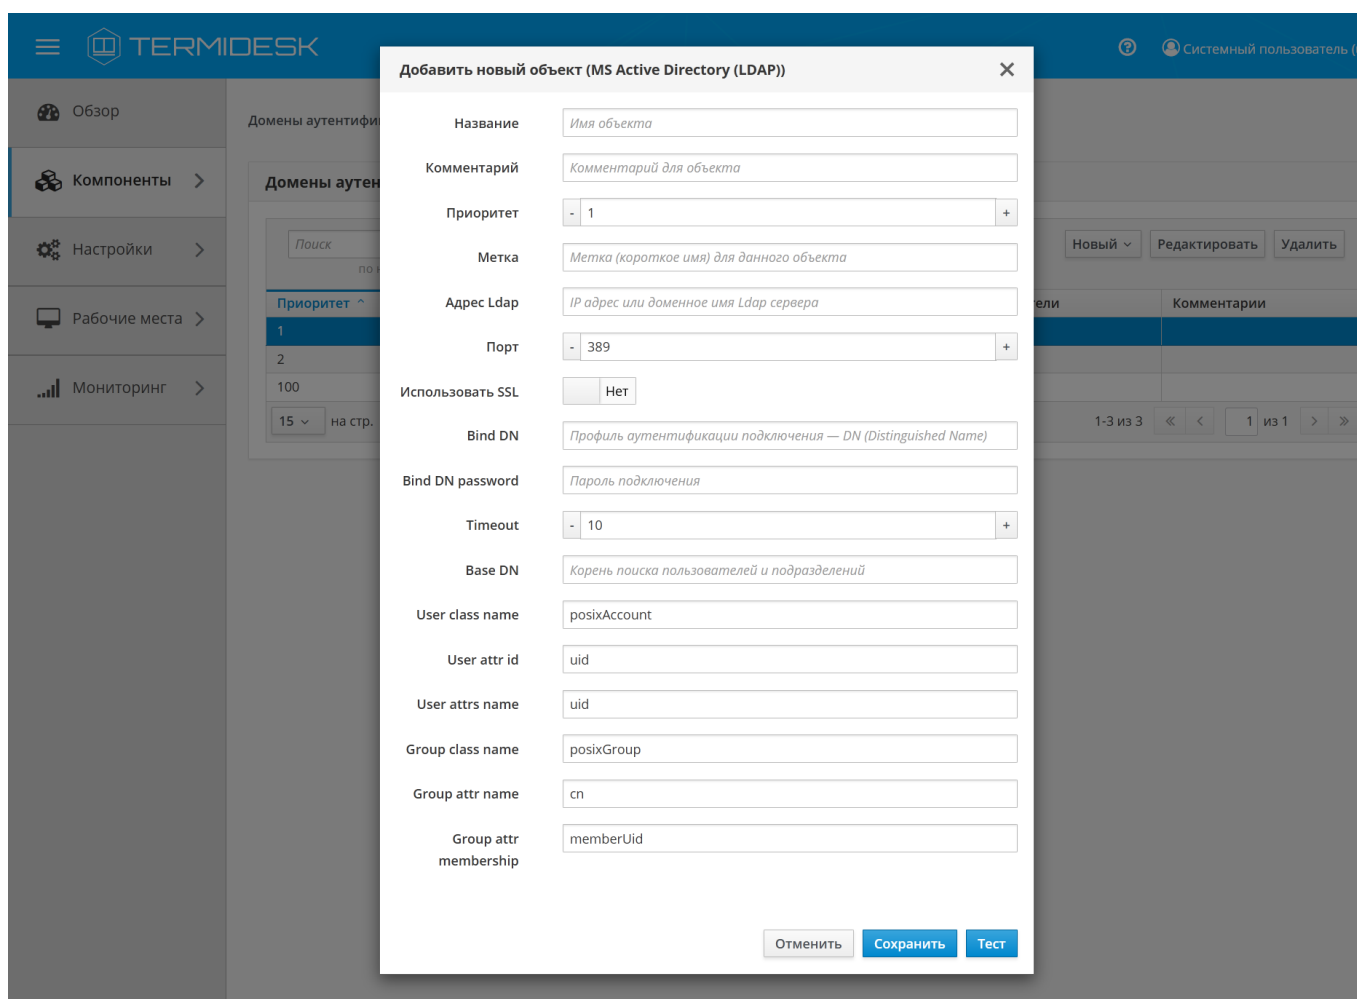 TERMIDESK
Системный пользователь (
Обзор
Компоненты
Настройки
Рабочие места
Мониторинг
Домены аутентифи
Домены аутен
Поиск
по
Новый
Редактировать
Удалить
Приоритет
ели
Комментарии
1
2
100
15 на стр.
1-3 из 3
1 из 1
Добавить новый объект (MS Active Directory (LDAP))
Название
Имя объекта
Комментарий
Комментарий для объекта
Приоритет
- 1 +
Метка
Метка (короткое имя) для данного объекта
Адрес Ldap
IP адрес или доменное имя Ldap сервера
Порт
- 389 +
Использовать SSL
Нет
Bind DN
Профиль аутентификации подключения — DN (Distinguished Name)
Bind DN password
Пароль подключения
Timeout
- 10 +
Base DN
Корень поиска пользователей и подразделений
User class name
posixAccount
User attr id
uid
User attrs name
uid
Group class name
posixGroup
Group attr name
cn
Group attr
membership
memberUid
Отменить
Сохранить
Тест